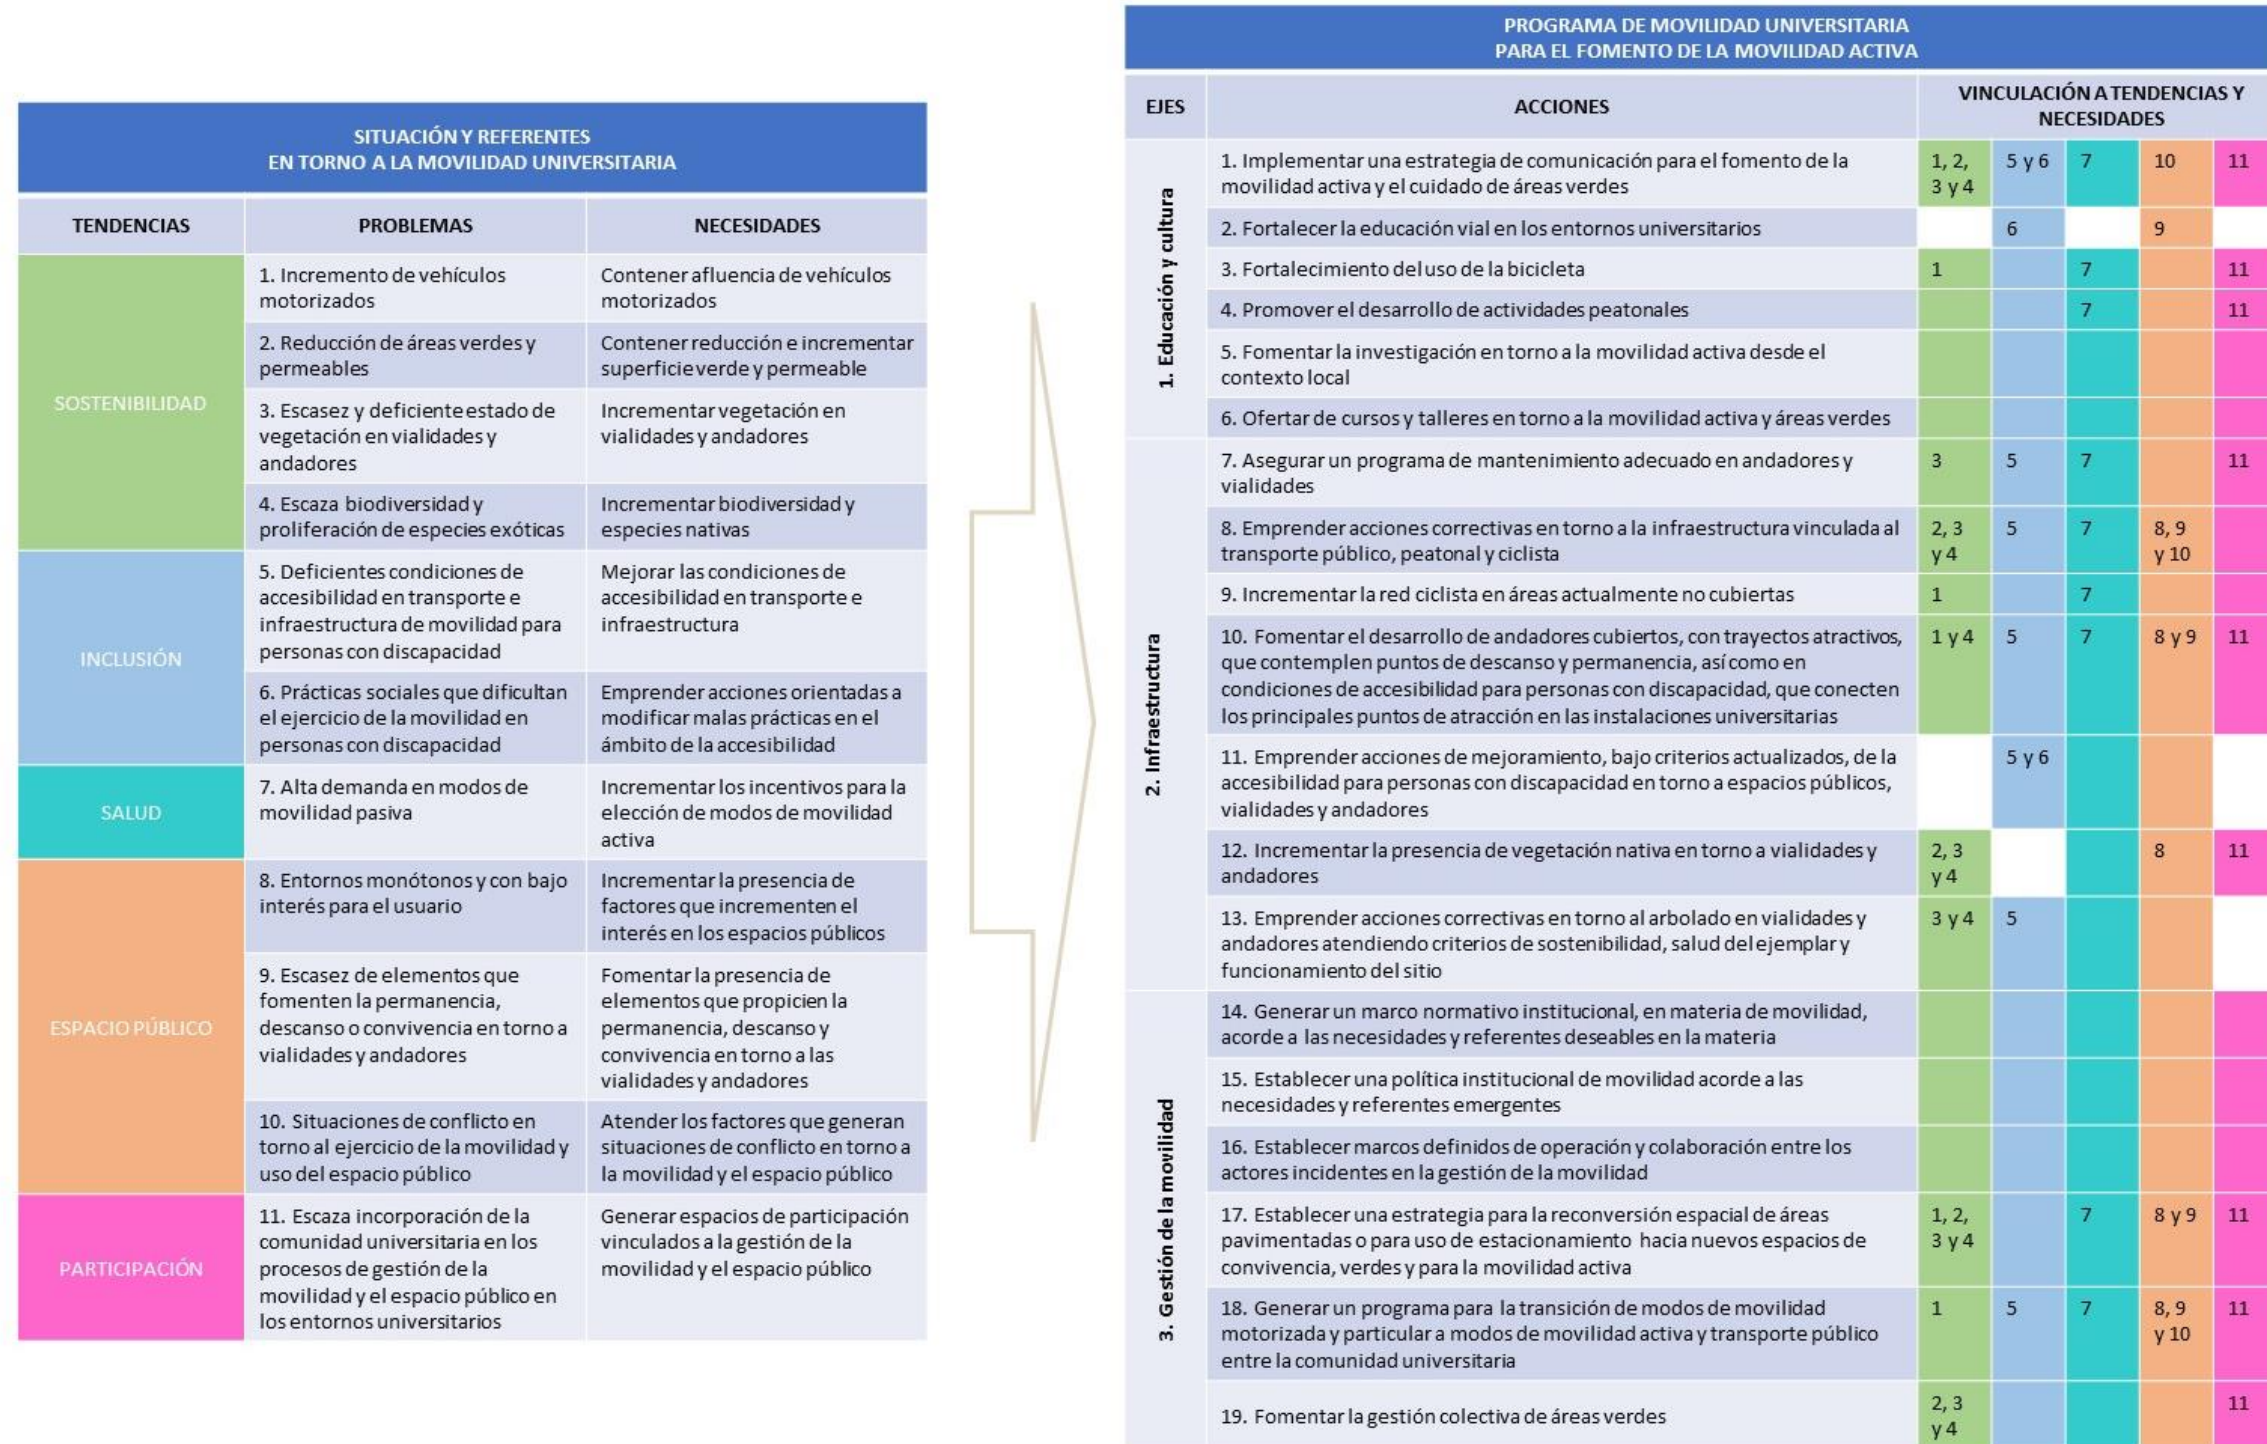 SITUACIÓN Y REFERENTES
EN TORNO A LA MOVILIDAD UNIVERSITARIA
TENDENCIAS
PROBLEMAS
NECESIDADES
SOSTENIBILIDAD
1. Incremento de vehículos
motorizados
Contener afluencia de vehículos
motorizados
2. Reducción de áreas verdes y
permeables
Contener reducción e incrementar
superficie verde y permeable
3. Escasez y deficiente estado de
vegetación en vialidades y
andadores
Incrementar vegetación en
vialidades y andadores
4. Escaza biodiversidad y
proliferación de especies exóticas
Incrementar biodiversidad y
especies nativas
INCLUSIÓN
5. Deficientes condiciones de
accesibilidad en transporte e
infraestructura de movilidad para
personas con discapacidad
Mejorar las condiciones de
accesibilidad en transporte e
infraestructura
6. Prácticas sociales que dificultan
el ejercicio de la movilidad en
personas con discapacidad
Emprender acciones orientadas a
modificar malas prácticas en el
ámbito de la accesibilidad
SALUD
7. Alta demanda en modos de
movilidad pasiva
Incrementar los incentivos para la
elección de modos de movilidad
activa
ESPACIO PÚBLICO
8. Entornos monótonos y con bajo
interés para el usuario
Incrementar la presencia de
factores que incrementen el
interés en los espacios públicos
9. Escasez de elementos que
fomenten la permanencia,
descanso o convivencia en torno a
vialidades y andadores
Fomentar la presencia de
elementos que propicien la
permanencia, descanso y
convivencia en torno a las
vialidades y andadores
10. Situaciones de conflicto en
torno al ejercicio de la movilidad y
uso del espacio público
Atender los factores que generan
situaciones de conflicto en torno a
la movilidad y el espacio público
PARTICIPACIÓN
11. Escaza incorporación de la
comunidad universitaria en los
procesos de gestión de la
movilidad y el espacio público en
los entornos universitarios
Generar espacios de participación
vinculados a la gestión de la
movilidad y el espacio público
PROGRAMA DE MOVILIDAD UNIVERSITARIA
PARA EL FOMENTO DE LA MOVILIDAD ACTIVA
EJES
ACCIONES
VINCULACIÓN A TENDENCIAS Y
NECESIDADES
1. Educación y cultura
1. Implementar una estrategia de comunicación para el fomento de la
movilidad activa y el cuidado de áreas verdes
1, 2,
3 y 4
5 y 6
7
10
11
2. Fortalecer la educación vial en los entornos universitarios
6
9
3. Fortalecimiento del uso de la bicicleta
1
7
11
4. Promover el desarrollo de actividades peatonales
7
11
5. Fomentar la investigación en torno a la movilidad activa desde el
contexto local
6. Ofertar de cursos y talleres en torno a la movilidad activa y áreas verdes
2. Infraestructura
7. Asegurar un programa de mantenimiento adecuado en andadores y
vialidades
3
5
7
11
8. Emprender acciones correctivas en torno a la infraestructura vinculada al
transporte público, peatonal y ciclista
2, 3
y 4
5
7
8, 9
y 10
9. Incrementar la red ciclista en áreas actualmente no cubiertas
1
7
10. Fomentar el desarrollo de andadores cubiertos, con trayectos atractivos,
que contemplen puntos de descanso y permanencia, así como en
condiciones de accesibilidad para personas con discapacidad, que conecten
los principales puntos de atracción en las instalaciones universitarias
1 y 4
5
7
8 y 9
11
11. Emprender acciones de mejoramiento, bajo criterios actualizados, de la
accesibilidad para personas con discapacidad en torno a espacios públicos,
vialidades y andadores
5 y 6
12. Incrementar la presencia de vegetación nativa en torno a vialidades y
andadores
2, 3
y 4
8
11
13. Emprender acciones correctivas en torno al arbolado en vialidades y
andadores atendiendo criterios de sostenibilidad, salud del ejemplar y
funcionamiento del sitio
3 y 4
5
3. Gestión de la movilidad
14. Generar un marco normativo institucional, en materia de movilidad,
acorde a las necesidades y referentes deseables en la materia
15. Establecer una política institucional de movilidad acorde a las
necesidades y referentes emergentes
16. Establecer marcos definidos de operación y colaboración entre los
actores incidentes en la gestión de la movilidad
17. Establecer una estrategia para la reconversión espacial de áreas
pavimentadas o para uso de estacionamiento hacia nuevos espacios de
convivencia, verdes y para la movilidad activa
1, 2,
3 y 4
7
8 y 9
11
18. Generar un programa para la transición de modos de movilidad
motorizada y particular a modos de movilidad activa y transporte público
entre la comunidad universitaria
1
5
7
8, 9
y 10
11
19. Fomentar la gestión colectiva de áreas verdes
2, 3
y 4
11